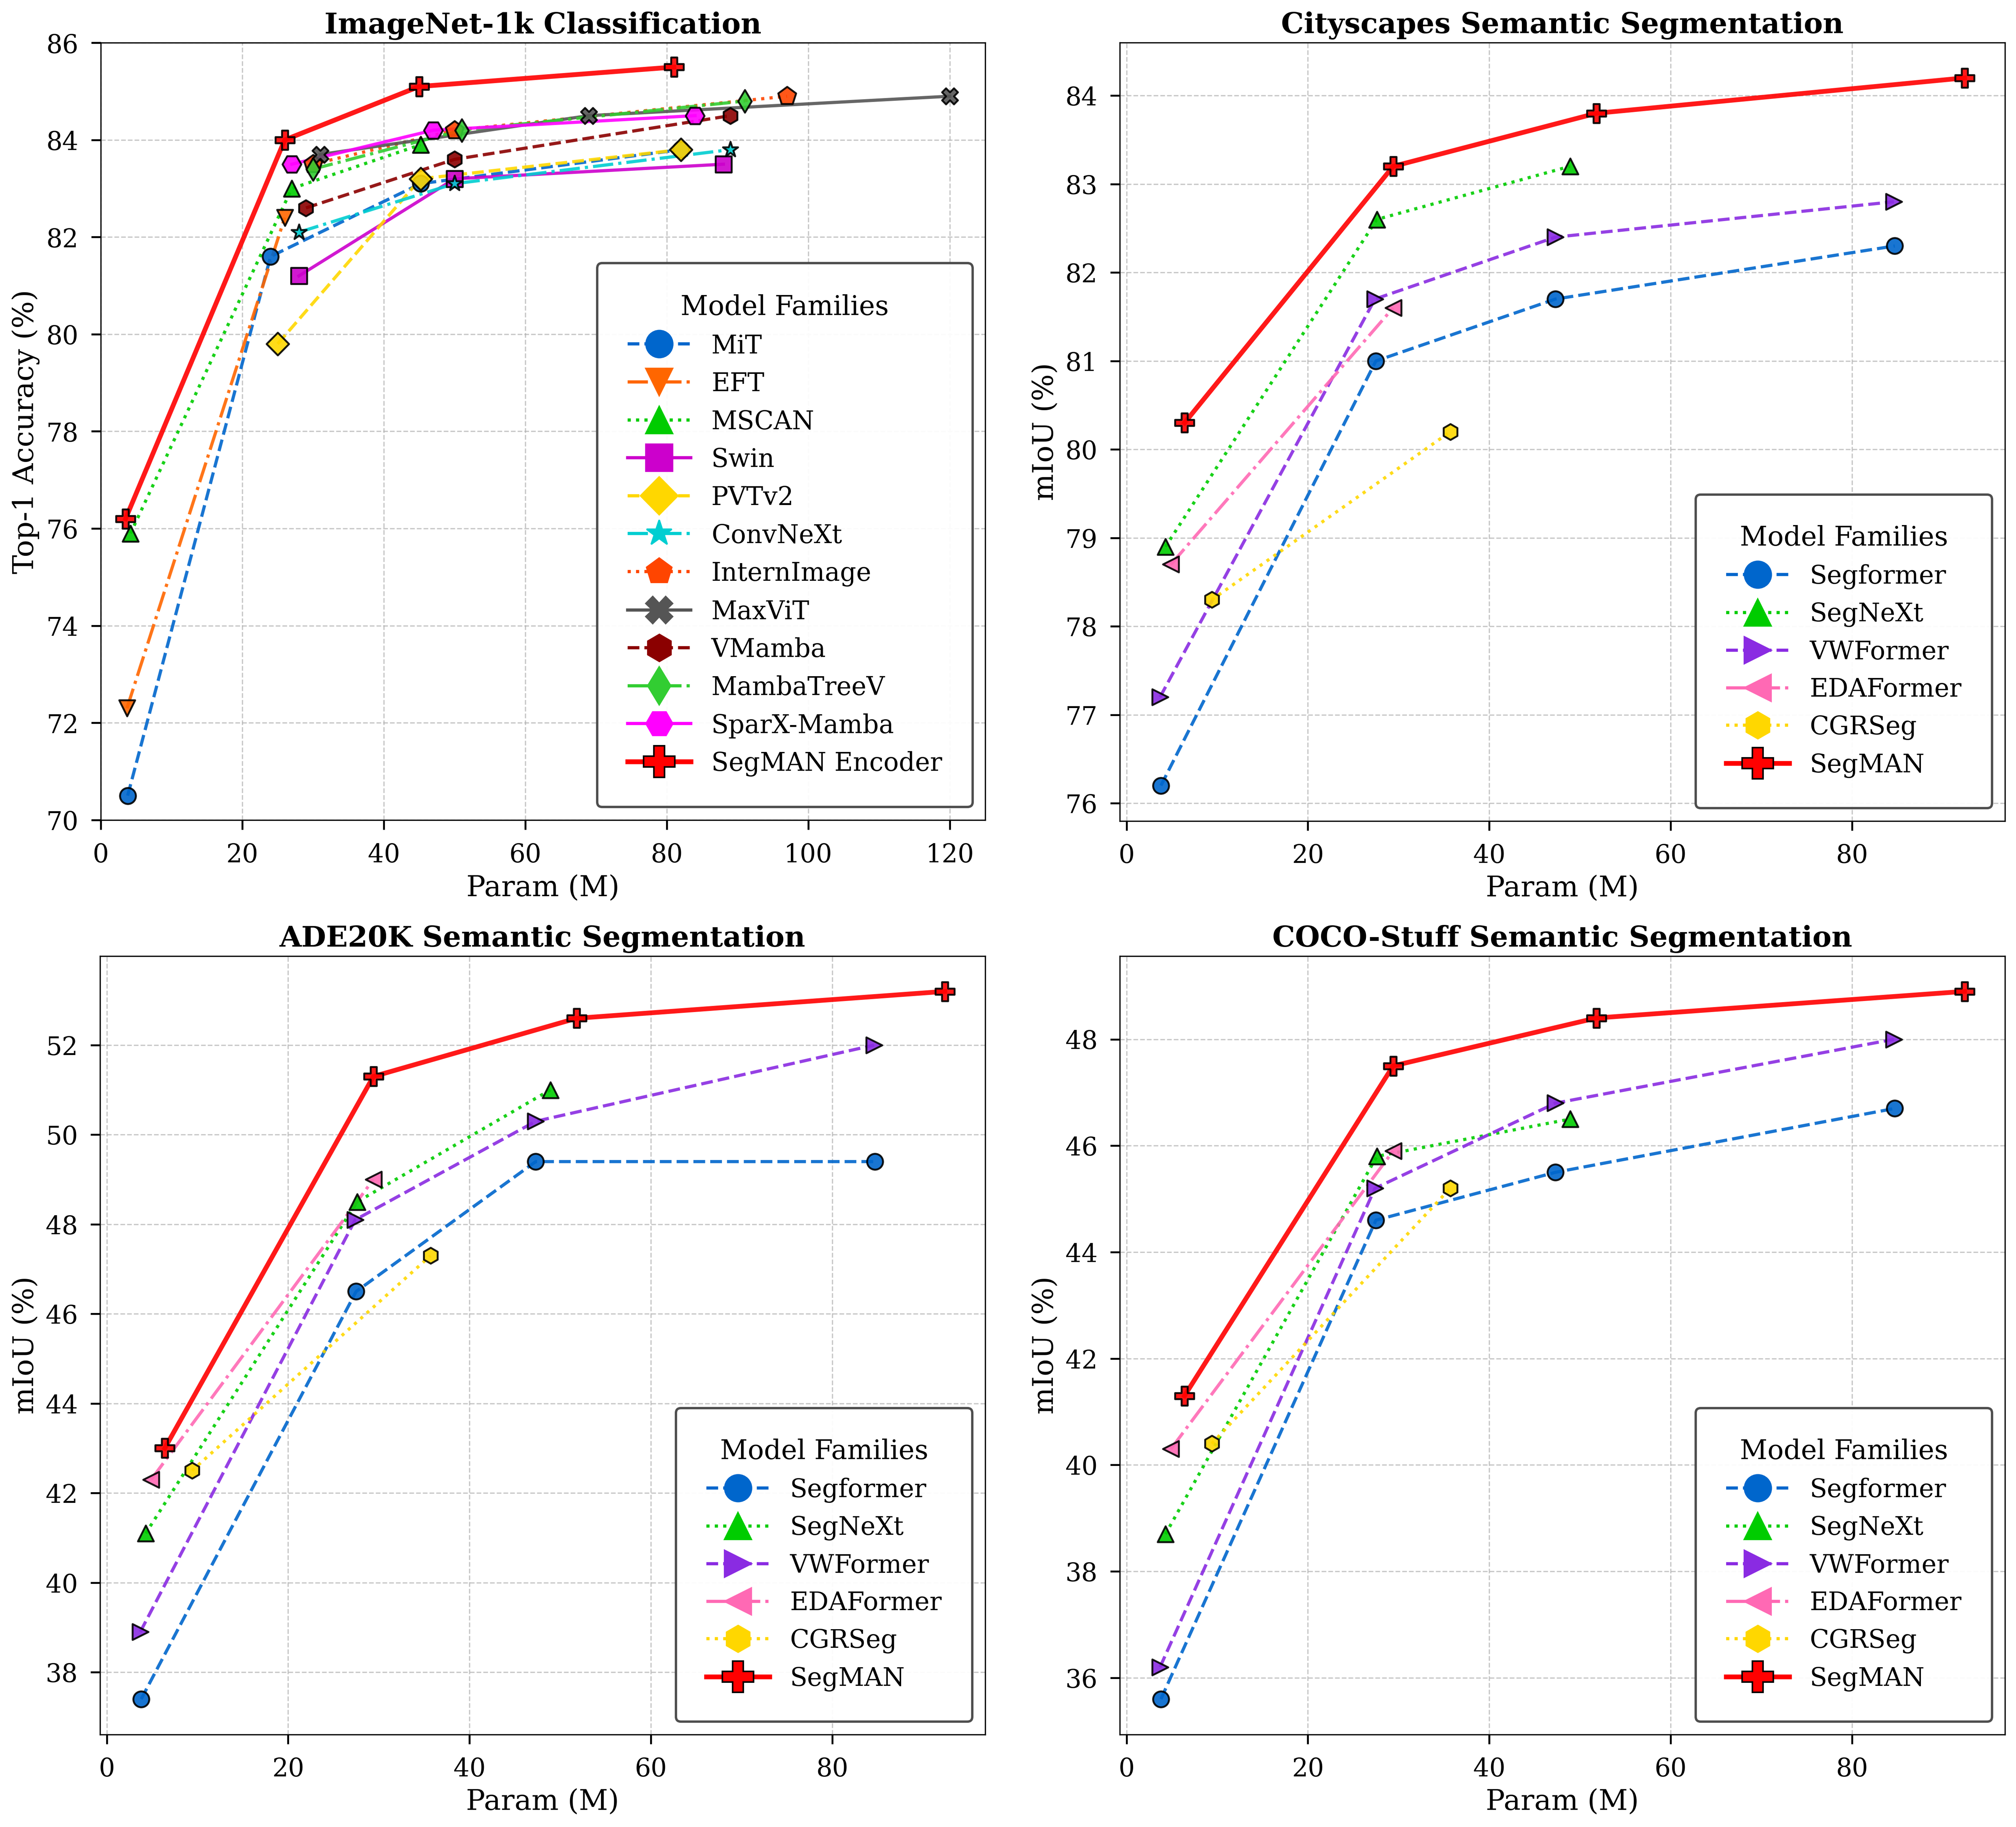 ImageNet-1k Classification
Top-1 Accuracy (%)
86
84
82
80
78
76
74
72
70
0 20 40 60 80 100 120
Param (M)
Model Families
MiT
EFT
MSCAN
Swin
PVTv2
ConvNeXt
InternImage
MaxViT
VMamba
MambaTreeV
SparX-Mamba
SegMAN Encoder
Cityscapes Semantic Segmentation
mIoU (%)
84
83
82
81
80
79
78
77
76
0 20 40 60 80
Param (M)
Model Families
Segformer
SegNeXt
VWFormer
EDAFormer
CGRSeg
SegMAN
ADE20K Semantic Segmentation
mIoU (%)
52
50
48
46
44
42
40
38
0 20 40 60 80
Param (M)
Model Families
Segformer
SegNeXt
VWFormer
EDAFormer
CGRSeg
SegMAN
COCO-Stuff Semantic Segmentation
mIoU (%)
48
46
44
42
40
38
36
0 20 40 60 80
Param (M)
Model Families
Segformer
SegNeXt
VWFormer
EDAFormer
CGRSeg
SegMAN